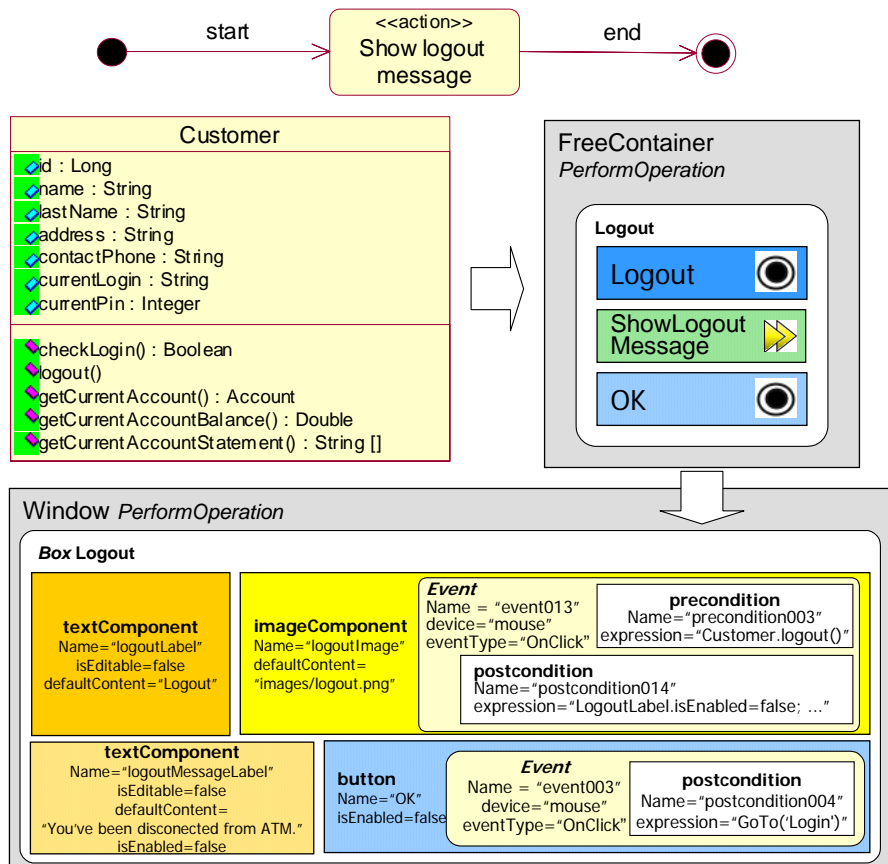 start
<<action>>
Show logout
message
end
Customer
id : Long
name : String
lastName : String
address : String
contactPhone : String
currentLogin : String
currentPin : Integer
checkLogin() : Boolean
logout()
getCurrentAccount() : Account
getCurrentAccountBalance() : Double
getCurrentAccountStatement() : String []
FreeContainer
PerformOperation
Logout
Logout
ShowLogout
Message
OK
Window PerformOperation
Box Logout
textComponent
Name="logoutLabel"
isEditable=false
defaultContent="Logout"
imageComponent
Name="logoutImage"
defaultContent=
"images/logout.png"
Event
Name = "event013"
device="mouse"
eventType="OnClick"
precondition
Name="precondition003"
expression="Customer.logout()"
postcondition
Name="postcondition014"
expression="LogoutLabel.isEnabled=false; ..."
textComponent
Name="logoutMessageLabel"
isEditable=false
defaultContent=
"You've been disconected from ATM."
isEnabled=false
button
Name="OK"
isEnabled=false
Event
Name = "event003"
device="mouse"
eventType="OnClick"
postcondition
Name="postcondition004"
expression="GoTo('Login')"